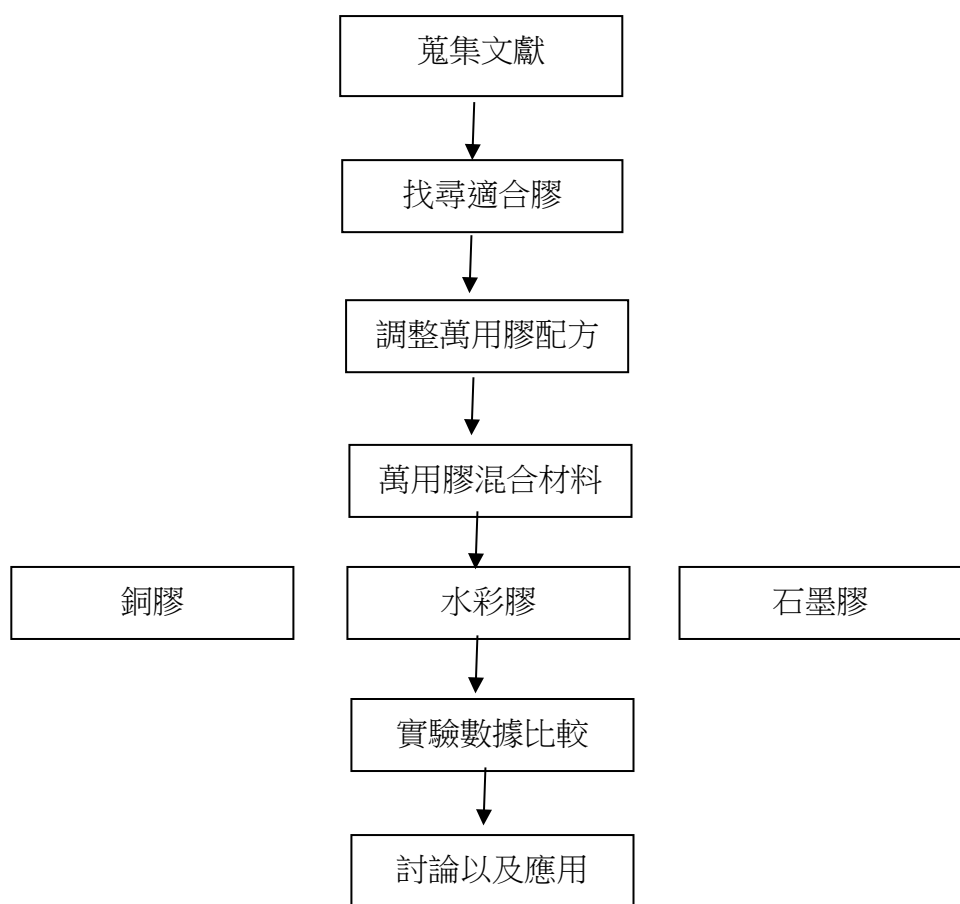 蒐集文獻
找尋適合膠
調整萬用膠配方
萬用膠混合材料
銅膠
水彩膠
石墨膠
實驗數據比較
討論以及應用